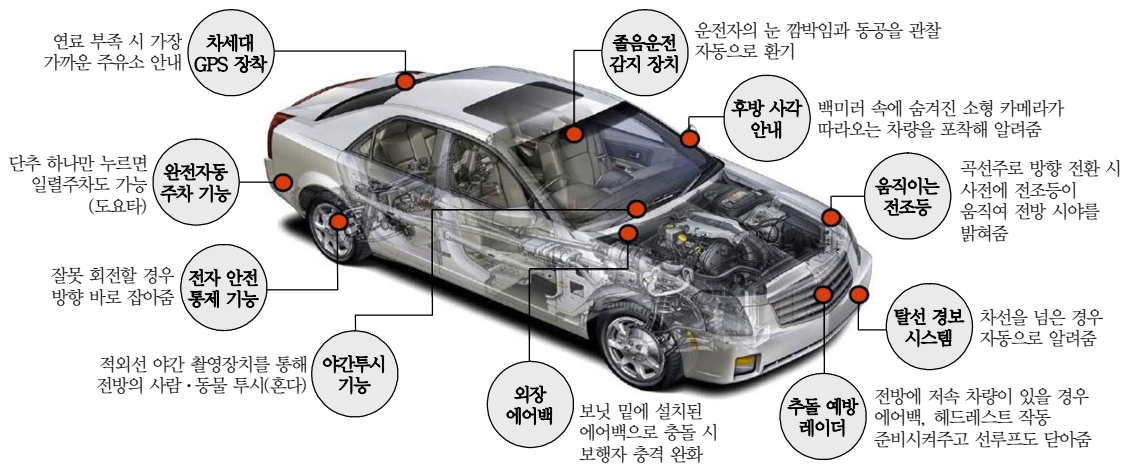 차세대
GPS 장착
연료 부족 시 가장
가까운 주유소 안내
졸음운전
감지 장치
운전자의 눈 깜박임과 동공을 관찰
자동으로 환기
후방 사각
안내
백미러 속에 숨겨진 소형 카메라가
따라오는 차량을 포착해 알려줌
완전자동
주차 기능
단추 하나만 누르면
일렬주차도 가능
(도요타)
움직이는
전조등
곡선주로 방향 전환 시
사전에 전조등이
움직여 전방 시야를
밝혀줌
전자 안전
통제 기능
잘못 회전할 경우
방향 바로 잡아줌
탈선 경보
시스템
차선을 넘은 경우
자동으로 알려줌
야간투시
기능
적외선 야간 촬영장치를 통해
전방의 사람·동물 투시(혼다)
외장
에어백
보닛 밑에 설치된
에어백으로 충돌 시
보행자 충격 완화
추돌 예방
레이더
전방에 저속 차량이 있을 경우
에어백, 헤드레스트 작동
준비시켜주고 선루프도 닫아줌